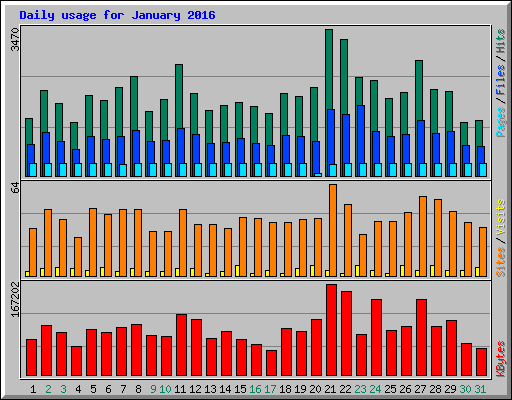 Daily usage for January 2016
3470
Pages / Files / Hits
64
Sites / Visits
167202
KBytes
1 2 3 4 5 6 7 8 9 10 11 12 13 14 15 16 17 18 19 20 21 22 23 24 25 26 27 28 29 30 31